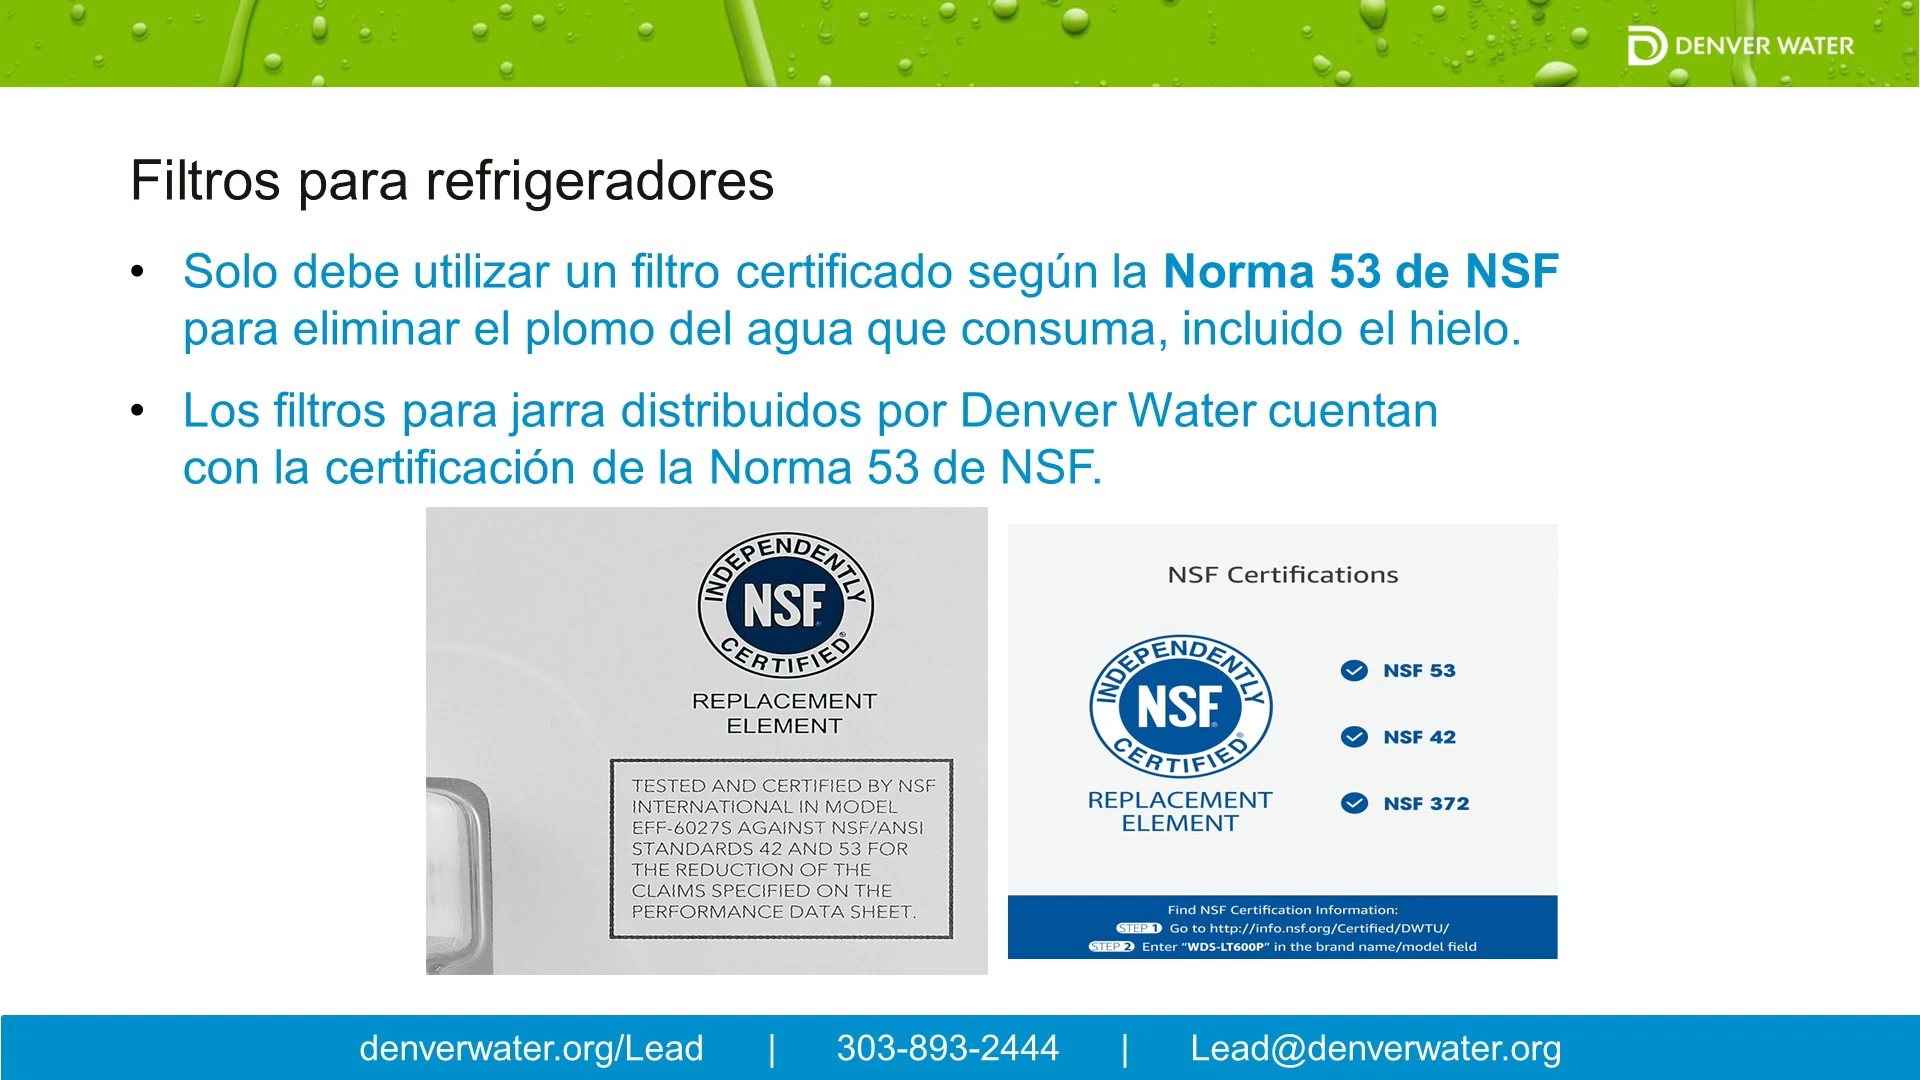 DENVER WATER
Filtros para refrigeradores
• Solo debe utilizar un filtro certificado según la Norma 53 de NSF
para eliminar el plomo del agua que consuma, incluido el hielo.
• Los filtros para jarra distribuidos por Denver Water cuentan
con la certificación de la Norma 53 de NSF.
INDEPENDENTLY
NSF®
CERTIFIED®
REPLACEMENT
ELEMENT
TESTED AND CERTIFIED BY NSF
INTERNATIONAL IN MODEL
EFF-6027S AGAINST NSF/ANSI
STANDARDS 42 AND 53 FOR
THE REDUCTION OF THE
CLAIMS SPECIFIED ON THE
PERFORMANCE DATA SHEET.
NSF Certifications
INDEPENDENTLY
NSF®
CERTIFIED®
REPLACEMENT
ELEMENT
NSF 53
NSF 42
NSF 372
Find NSF Certification Information:
STEP 1 Go to http://info.nsf.org/Certified/DWTU/
STEP 2 Enter “WDS-LT600P” in the brand name/model field
denverwater.org/Lead | 303-893-2444 | Lead@denverwater.org